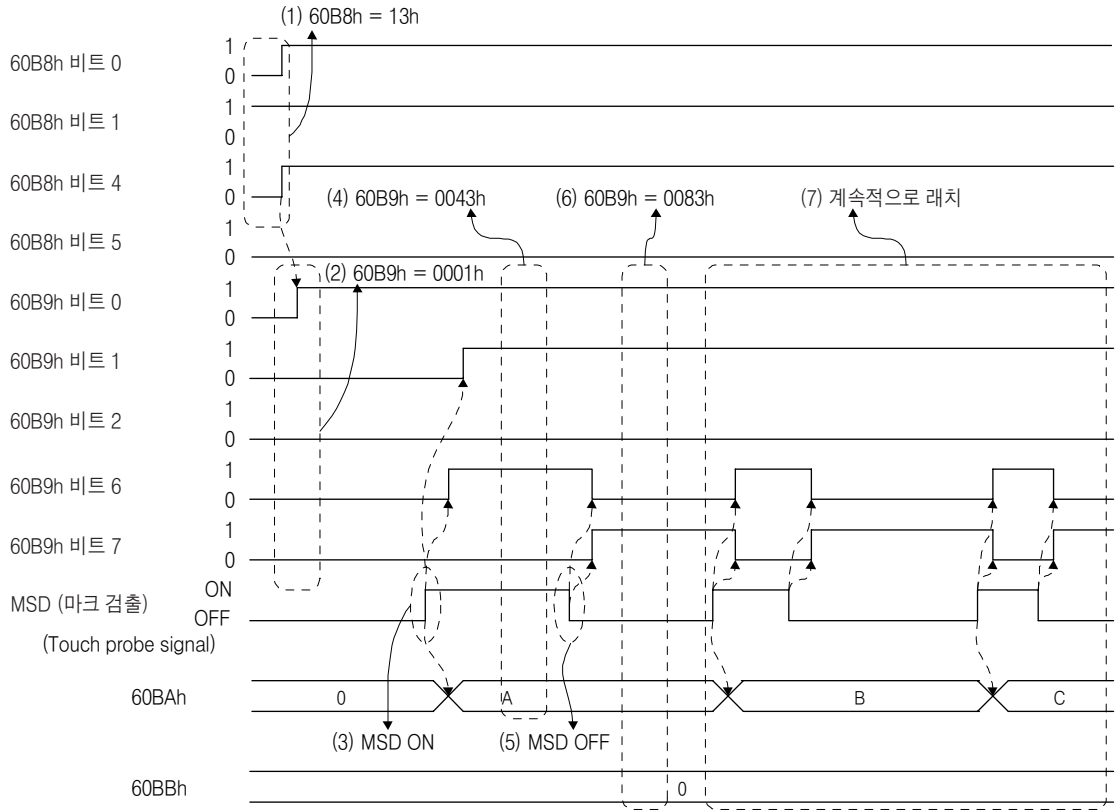 (1) 60B8h = 13h
60B8h 비트 0
1
0
60B8h 비트 1
1
0
60B8h 비트 4
1
0
(4) 60B9h = 0043h
(6) 60B9h = 0083h
(7) 계속적으로 래치
60B8h 비트 5
1
0
(2) 60B9h = 0001h
60B9h 비트 0
1
0
60B9h 비트 1
1
0
60B9h 비트 2
1
0
60B9h 비트 6
1
0
60B9h 비트 7
1
0
MSD (마크 검출)
ON
OFF
(Touch probe signal)
60BAh
0
A
B
C
(3) MSD ON
(5) MSD OFF
60BBh
0